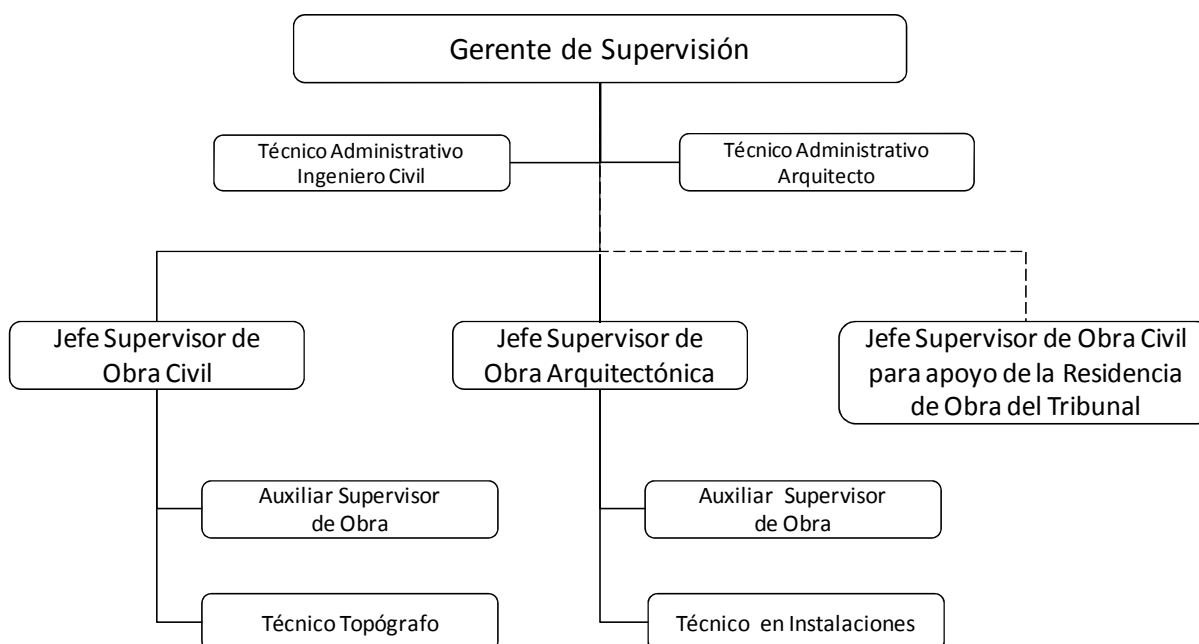 Gerente de Supervisión
Técnico Administrativo
Ingeniero Civil
Técnico Administrativo
Arquitecto
Jefe Supervisor de
Obra Civil
Jefe Supervisor de
Obra Arquitectónica
Jefe Supervisor de Obra Civil
para apoyo de la Residencia
de Obra del Tribunal
Auxiliar Supervisor
de Obra
Auxiliar Supervisor
de Obra
Técnico Topógrafo
Técnico en Instalaciones